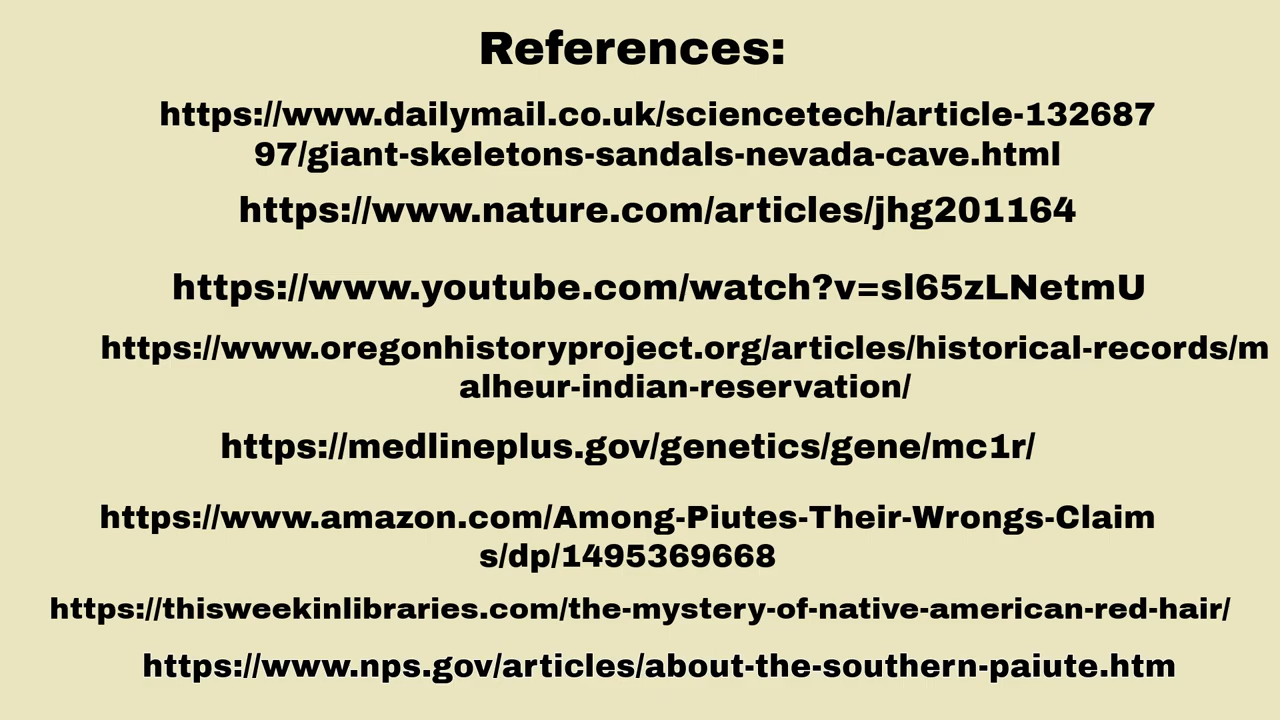 References:
https://www.dailymail.co.uk/sciencetech/article-132687
97/giant-skeletons-sandals-nevada-cave.html
https://www.nature.com/articles/jhg201164
https://www.youtube.com/watch?v=sl65zLNetmU
https://www.oregonhistoryproject.org/articles/historical-records/m
alheur-indian-reservation/
https://medlineplus.gov/genetics/gene/mc1r/
https://www.amazon.com/Among-Piutes-Their-Wrongs-Claim
s/dp/1495369668
https://thisweekinlibraries.com/the-mystery-of-native-american-red-hair/
https://www.nps.gov/articles/about-the-southern-paiute.htm